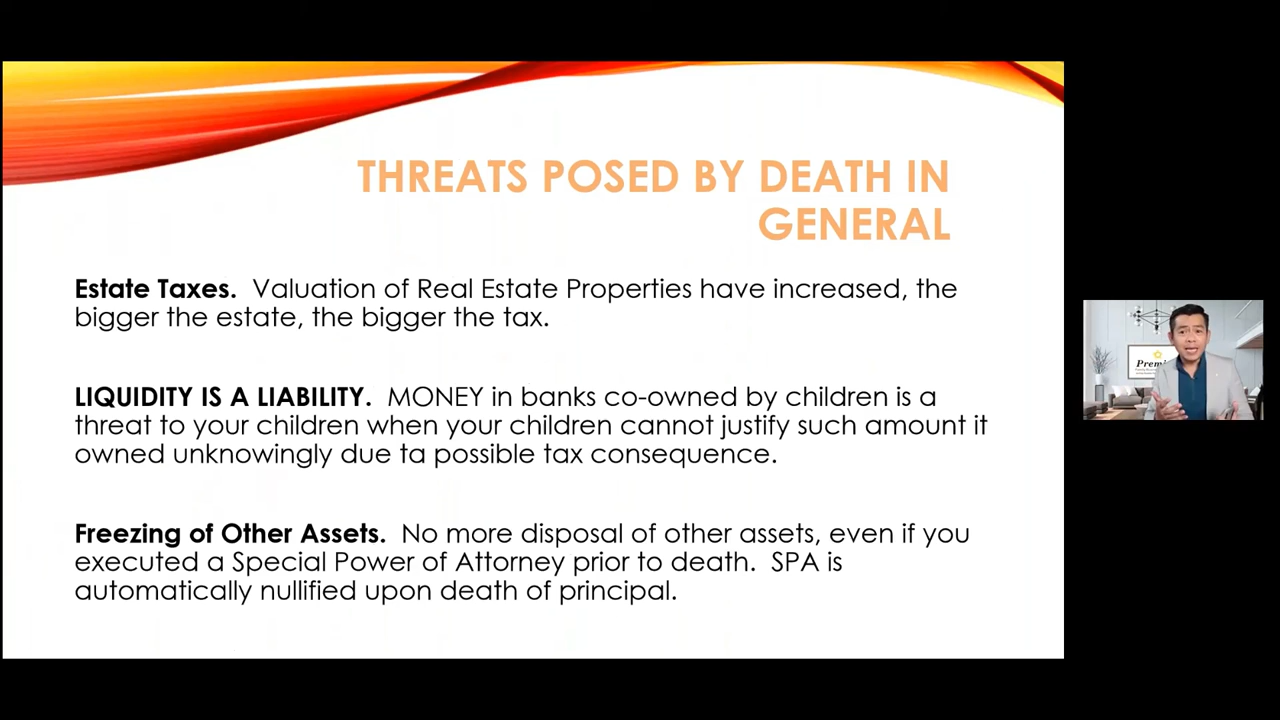 THREATS POSED BY DEATH IN
GENERAL
Estate Taxes. Valuation of Real Estate Properties have increased, the
bigger the estate, the bigger the tax.
LIQUIDITY IS A LIABILITY. MONEY in banks co-owned by children is a
threat to your children when your children cannot justify such amount it
owned unknowingly due ta possible tax consequence.
Freezing of Other Assets. No more disposal of other assets, even if you
executed a Special Power of Attorney prior to death. SPA is
automatically nullified upon death of principal.